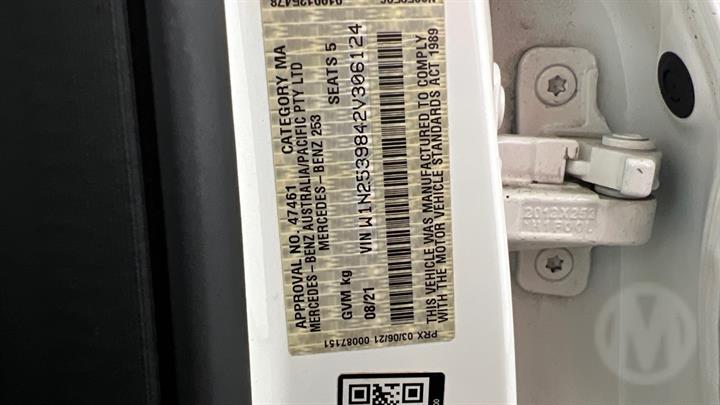 APPROVAL NO. 47461 CATEGORY MA
MERCEDES-BENZ AUSTRALIA/PACIFIC PTY LTD
MERCEDES-BENZ 253
GVM kg SEATS 5
08/21 VIN W1N2539842V306124
THIS VEHICLE WAS MANUFACTURED TO COMPLY
WITH THE MOTOR VEHICLE STANDARDS ACT 1989
PRX 03/06/21 00087151
M